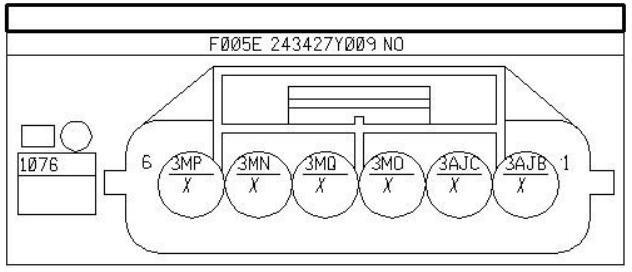 FØØ5E 243427YØØ9 NO
1Ø76
6 3MP 3MN 3MQ 3MO 3AJC 3AJB 1
X X X X X X